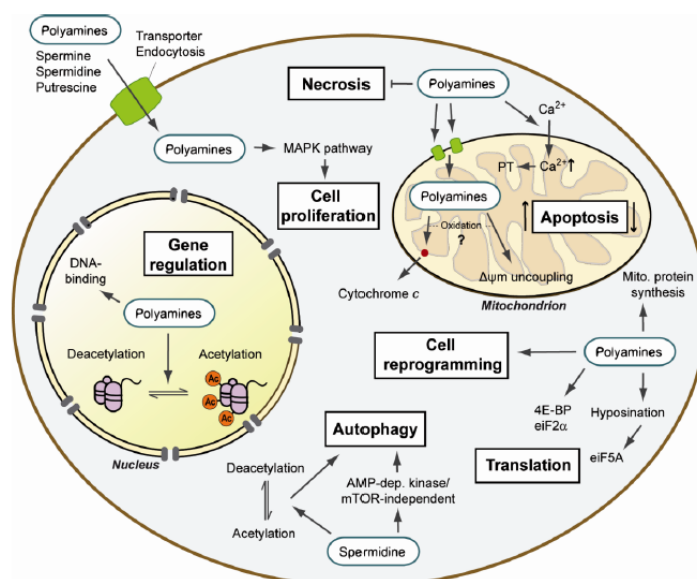 Polyamines
Spermine
Spermidine
Putrescine
Transporter
Endocytosis
Polyamines
MAPK pathway
Cell
proliferation
Necrosis
Polyamines
Ca2+
PT
Ca2+
Polyamines
Oxidation
?
Apoptosis
Δψm uncoupling
Cytochrome c
Mitochondrion
Gene
regulation
DNA-
binding
Polyamines
Deacetylation
Acetylation
Ac
Ac
Ac
Nucleus
Mito. protein
synthesis
Cell
reprogramming
Polyamines
4E-BP
eiF2α
Hyposination
Translation
eiF5A
Autophagy
Deacetylation
Acetylation
AMP-dep. kinase/
mTOR-independent
Spermidine